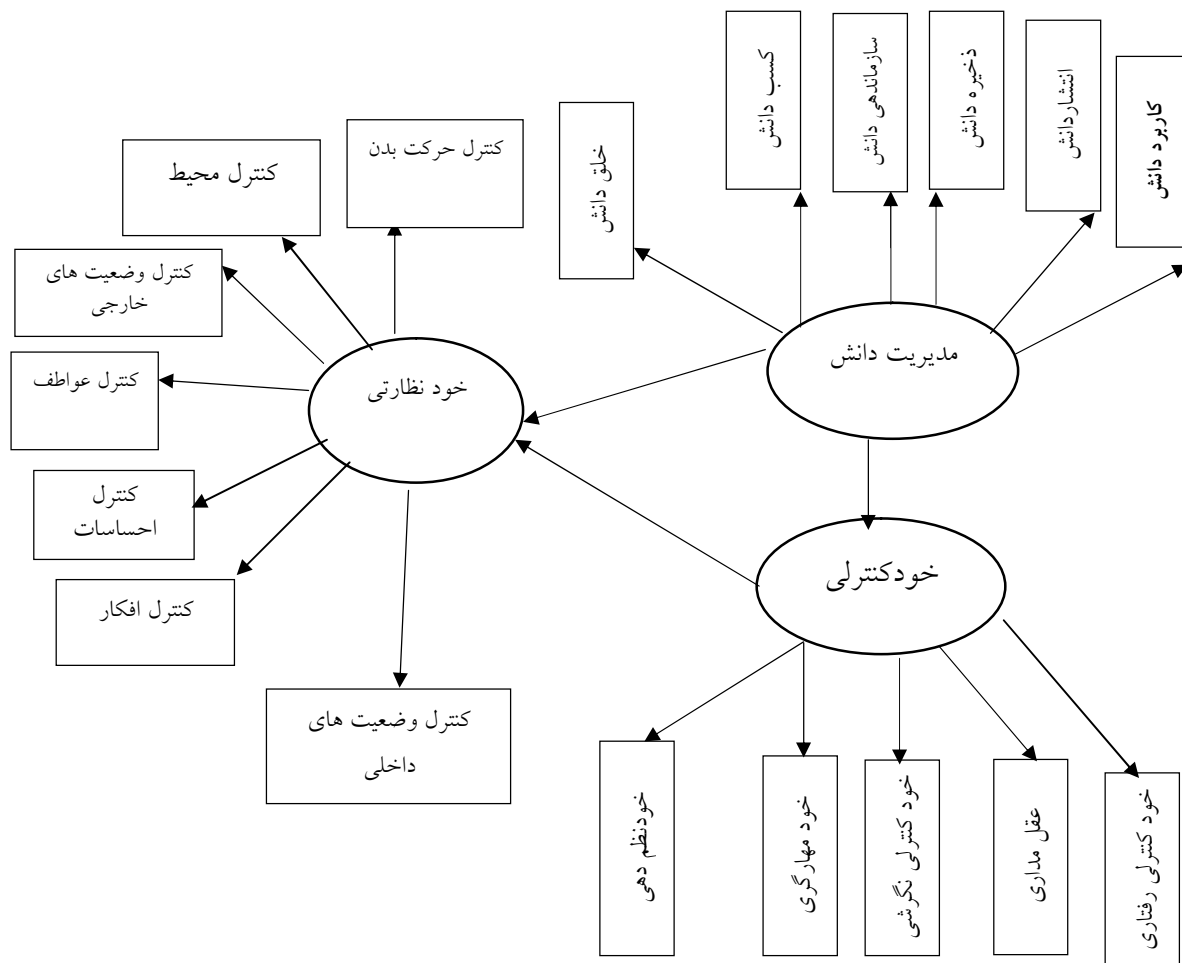 کسب دانش
سازماندهی دانش
ذخیره دانش
انتشاردانش
کاربرد دانش
خلق دانش
کنترل حرکت بدن
کنترل محیط
کنترل وضعیت های
خارجی
کنترل عواطف
کنترل
احساسات
کنترل افکار
کنترل وضعیت های
داخلی
خود نظارتی
مدیریت دانش
خودکنترلی
خودنظم دهی
خود مهارگری
خود کنترلی نگرشی
عقل مداری
خود کنترلی رفتاری